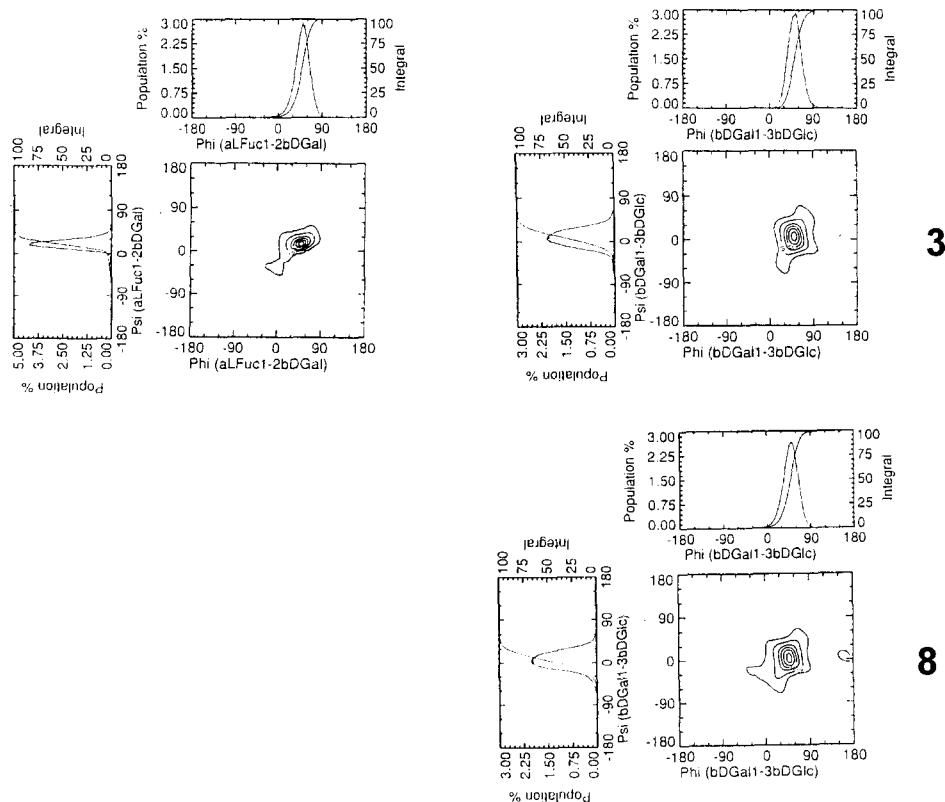 Population %
3.00
2.25
1.50
0.75
0.00
100
75
50
25
0
Integral
-180 -90 0 90 180
Phi (aLFuc1-2bDGal)
Integral
100 75 50 25 0
5.00 3.75 2.50 1.25 0.00
Population %
-180 -90 0 90 180
Psi (aLFuc1-2bDGal)
180
90
0
-90
-180
-180 -90 0 90 180
Phi (aLFuc1-2bDGal)
Population %
3.00
2.25
1.50
0.75
0.00
100
75
50
25
0
Integral
-180 -90 0 90 180
Phi (bDGal1-3bDGlc)
Integral
100 75 50 25 0
3.00 2.25 1.50 0.75 0.00
Population %
-180 -90 0 90 180
Psi (bDGal1-3bDGlc)
180
90
0
-90
-180
-180 -90 0 90 180
Phi (bDGal1-3bDGlc)
3
Population %
3.00
2.25
1.50
0.75
0.00
100
75
50
25
0
Integral
-180 -90 0 90 180
Phi (bDGal1-3bDGlc)
Integral
100 75 50 25 0
3.00 2.25 1.50 0.75 0.00
Population %
-180 -90 0 90 180
Psi (bDGal1-3bDGlc)
180
90
0
-90
-180
-180 -90 0 90 180
Phi (bDGal1-3bDGlc)
8